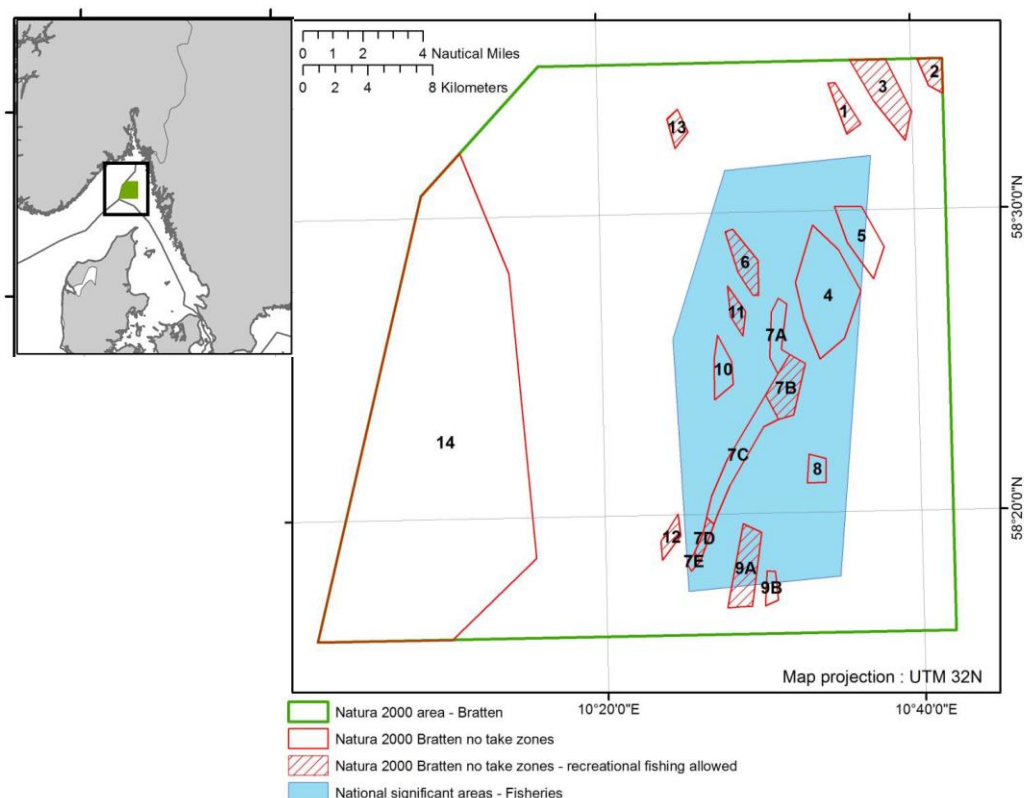 0 1 2 4 Nautical Miles
0 2 4 8 Kilometers
1
2
3
13
5
6
4
11
7A
10
7B
14
7C
8
12
7D
7E
9A
9B
58°30'0"N
58°20'0"N
Map projection : UTM 32N
10°20'0"E
10°40'0"E
Natura 2000 area - Bratten
Natura 2000 Bratten no take zones
Natura 2000 Bratten no take zones - recreational fishing allowed
National significant areas - Fisheries